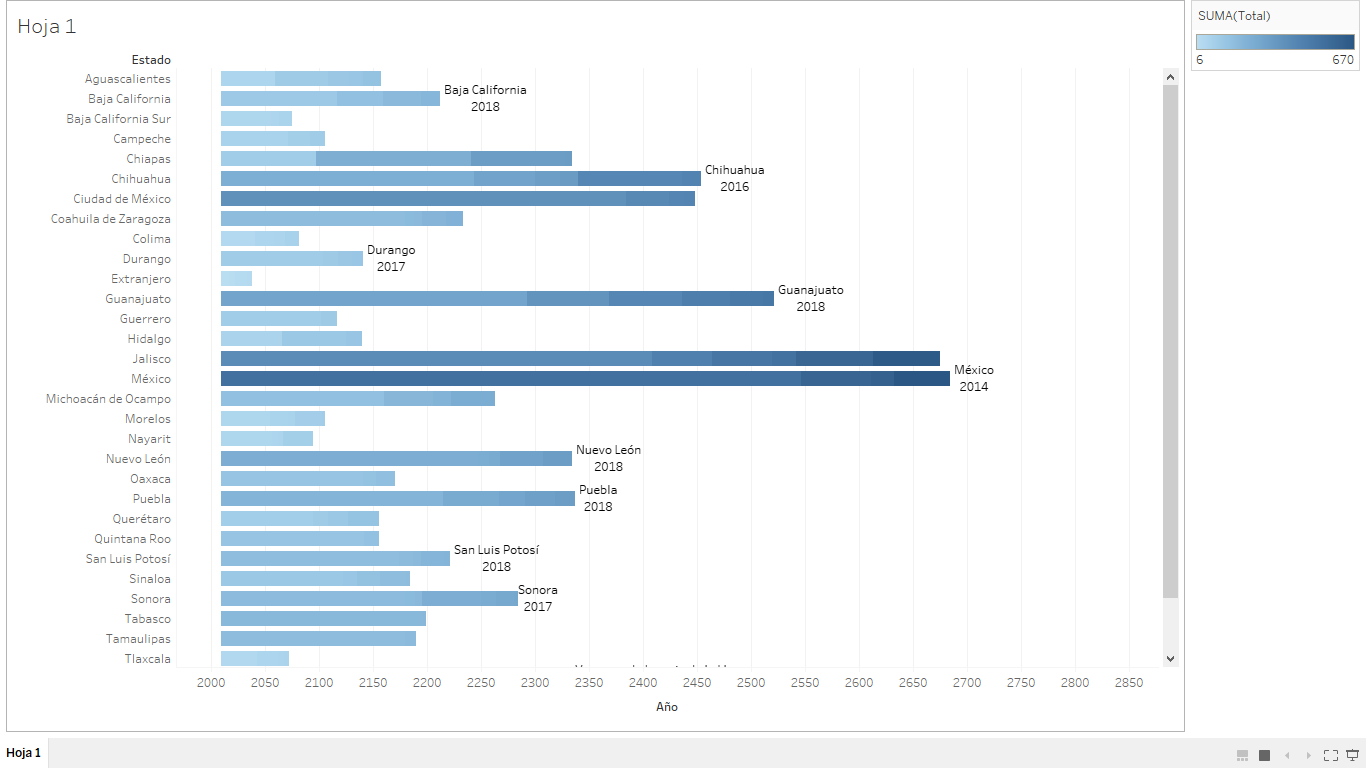 Hoja 1
SUMA(Total)
6 670
Estado
Aguascalientes
Baja California
Baja California
2018
Baja California Sur
Campeche
Chiapas
Chihuahua
Chihuahua
2016
Ciudad de México
Coahuila de Zaragoza
Colima
Durango
Durango
2017
Extranjero
Guanajuato
Guanajuato
2018
Guerrero
Hidalgo
Jalisco
México
México
2014
Michoacán de Ocampo
Morelos
Nayarit
Nuevo León
Nuevo León
2018
Oaxaca
Puebla
Puebla
2018
Querétaro
Quintana Roo
San Luis Potosí
San Luis Potosí
2018
Sinaloa
Sonora
Sonora
2017
Tabasco
Tamaulipas
Tlaxcala
2000 2050 2100 2150 2200 2250 2300 2350 2400 2450 2500 2550 2600 2650 2700 2750 2800 2850
Año
Hoja 1